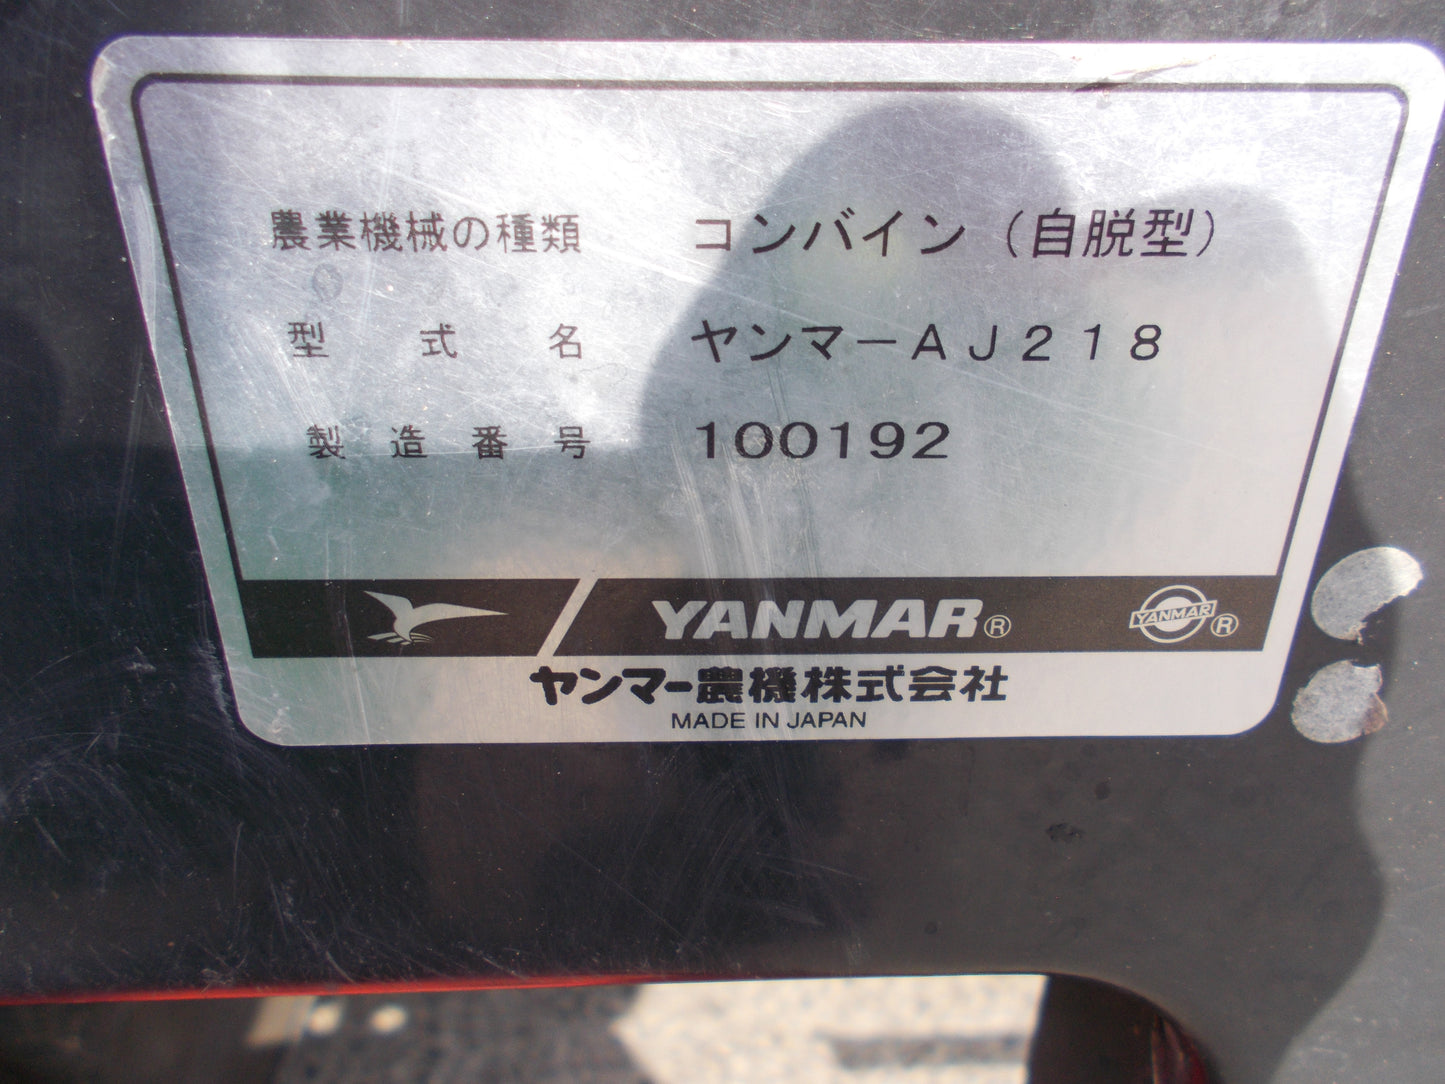 農業機械の種類 コンバイン（自脱型）
型式名 ヤンマーAJ218
製造番号 100192
YANMAR® YANMAR®
ヤンマー農機株式会社
MADE IN JAPAN